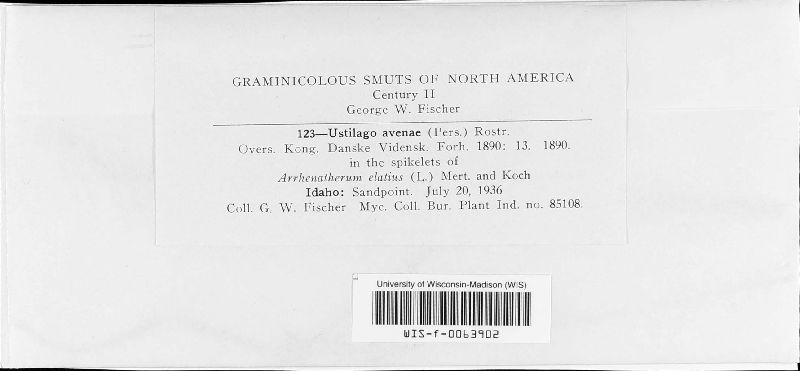 GRAMINICOLOUS SMUTS OF NORTH AMERICA
Century II
George W. Fischer
123—Ustilago avenae (Pers.) Rostr.
Overs. Kong. Danske Vidensk. Forh. 1890: 13. 1890.
in the spikelets of
Arrhenatherum elatius (L.) Mert. and Koch
Idaho: Sandpoint. July 20, 1936
Coll. G. W. Fischer Myc. Coll. Bur. Plant Ind. no. 85108.
University of Wisconsin-Madison (WIS)
WIS-f-0063902